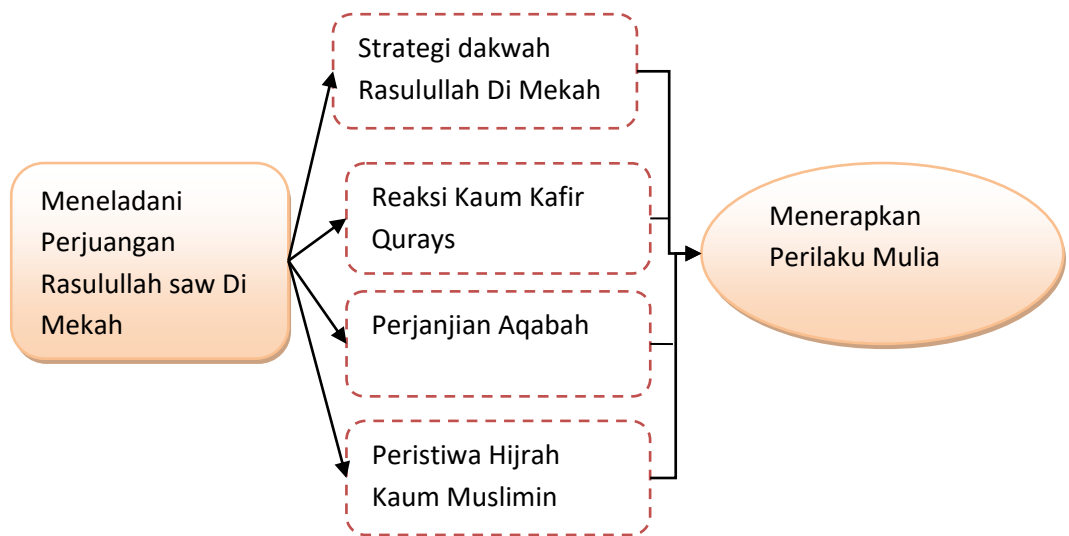 Meneladani
Perjuangan
Rasulullah saw Di
Mekah
Strategi dakwah
Rasulullah Di Mekah
Reaksi Kaum Kafir
Qurays
Perjanjian Aqabah
Peristiwa Hijrah
Kaum Muslimin
Menerapkan
Perilaku Mulia